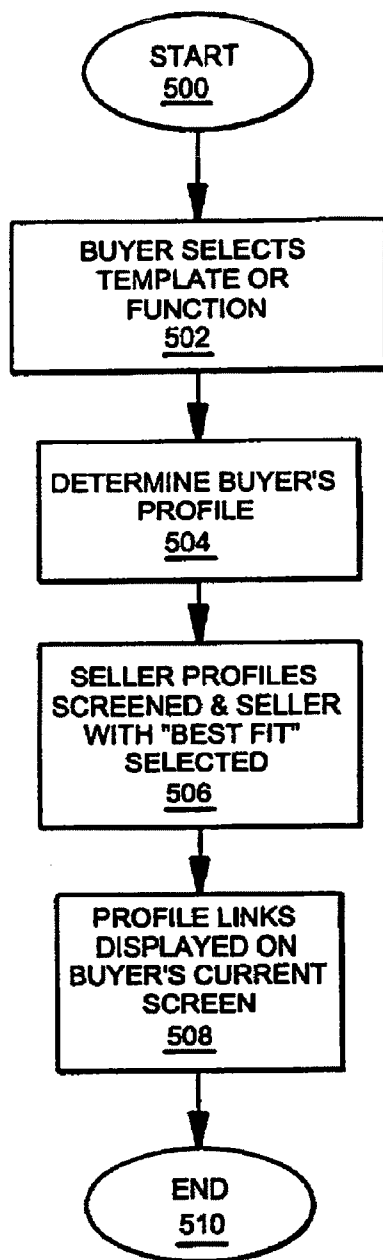 START
500
BUYER SELECTS
TEMPLATE OR
FUNCTION
502
DETERMINE BUYER'S
PROFILE
504
SELLER PROFILES
SCREENED & SELLER
WITH "BEST FIT"
SELECTED
506
PROFILE LINKS
DISPLAYED ON
BUYER'S CURRENT
SCREEN
508
END
510